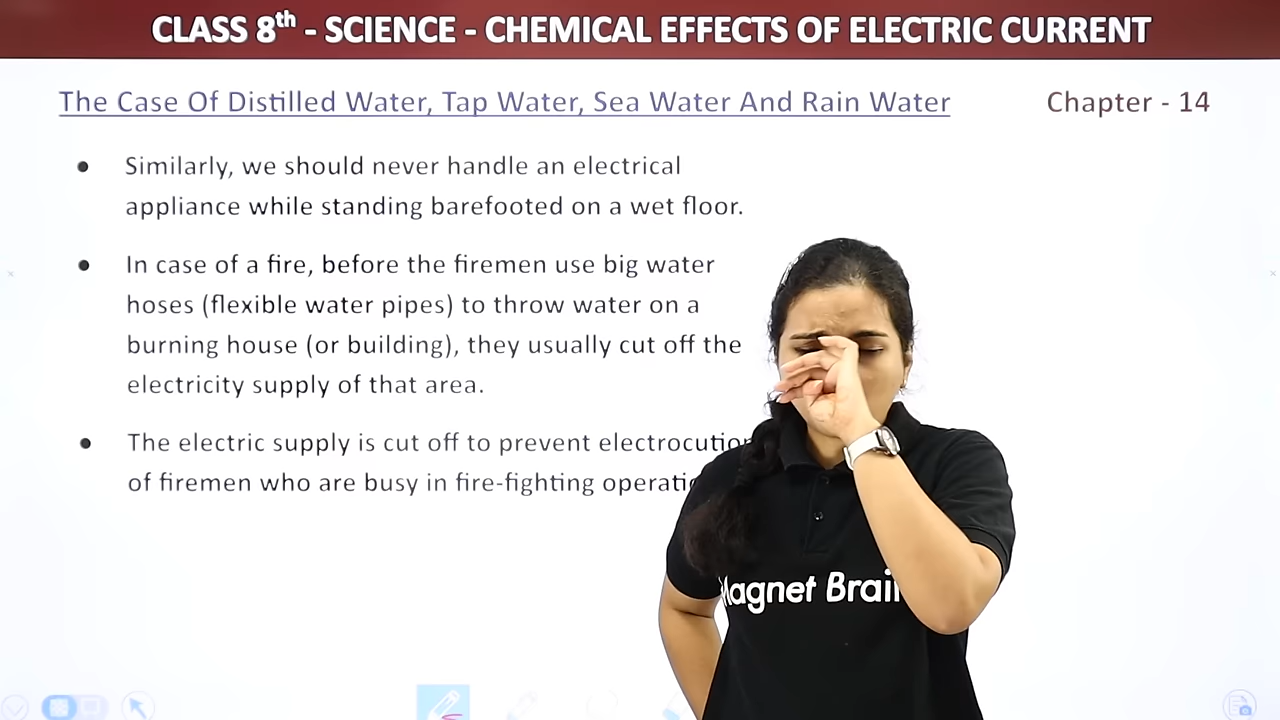 CLASS 8th - SCIENCE - CHEMICAL EFFECTS OF ELECTRIC CURRENT
The Case Of Distilled Water, Tap Water, Sea Water And Rain Water
Chapter - 14
Similarly, we should never handle an electrical
appliance while standing barefooted on a wet floor.
In case of a fire, before the firemen use big water
hoses (flexible water pipes) to throw water on a
burning house (or building), they usually cut off the
electricity supply of that area.
The electric supply is cut off to prevent
of firemen who are busy in fire-fighting